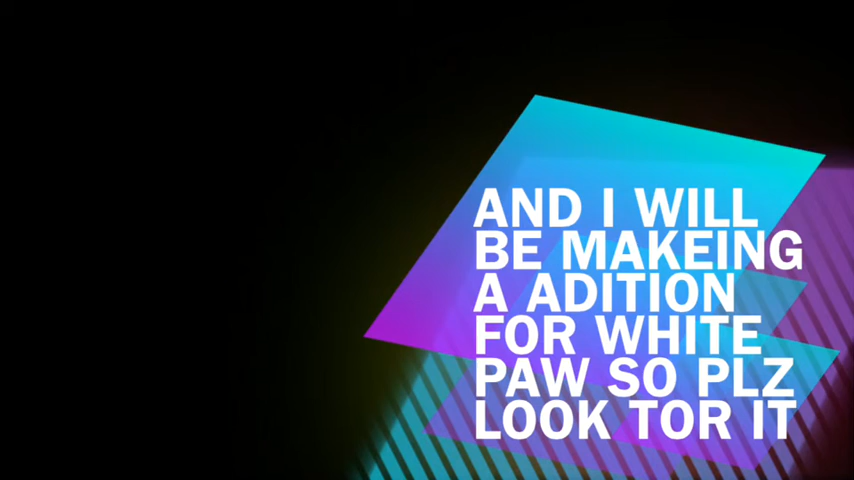 AND I WILL
BE MAKEING
A ADITION
FOR WHITE
PAW SO PLZ
LOOK TOR IT